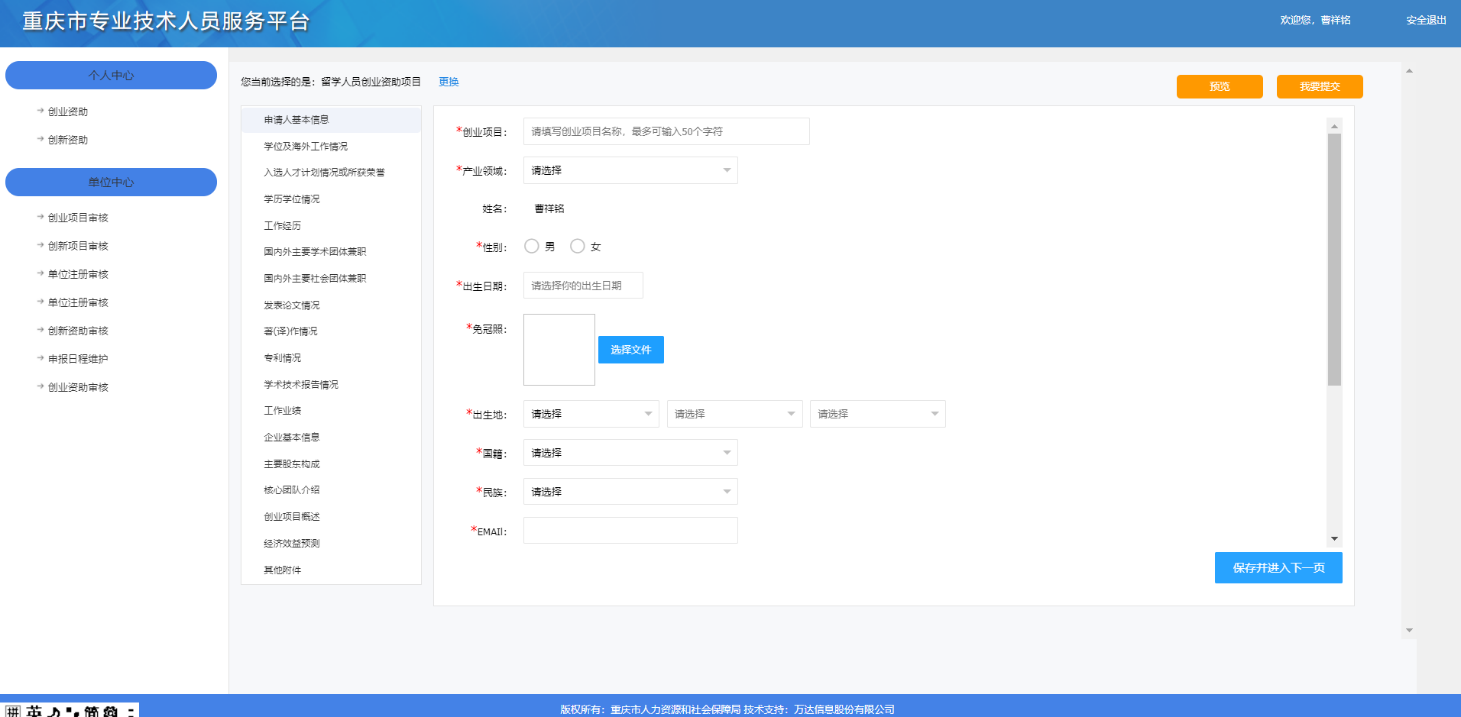 重庆市专业技术人员服务平台
欢迎您，曹祥铭 安全退出
个人中心
创业资助
创新资助
单位中心
创业项目审核
创新项目审核
单位注册审核
单位注册审核
创新资助审核
申报日程维护
创业资助审核
您当前选择的是：留学人员创业资助项目 更换
预览 我要提交
申请人基本信息
学位及海外工作情况
入选人才计划情况或所获荣誉
学历学位情况
工作经历
国内外主要学术团体兼职
国内外主要社会团体兼职
发表论文情况
著(译)作情况
专利情况
学术技术报告情况
工作业绩
企业基本信息
主要股东构成
核心团队介绍
创业项目概述
经济效益预测
其他附件
*创业项目： 请填写创业项目名称，最多可输入50个字符
*产业领域： 请选择
姓名： 曹祥铭
*性别： 男 女
*出生日期： 请选择你的出生日期
*免冠照： 选择文件
*出生地： 请选择 请选择 请选择
*国籍： 请选择
*民族： 请选择
*EMAIl：
保存并进入下一页
版权所有：重庆市人力资源和社会保障局 技术支持：万达信息股份有限公司
拼 英 简